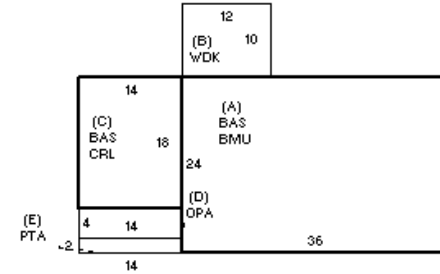 12
(B) 10
WDK
14
(A)
BAS
BMU
(C)
BAS
CRL
18
24
(D)
OPA
(E)
PTA
4 14
2
36
14